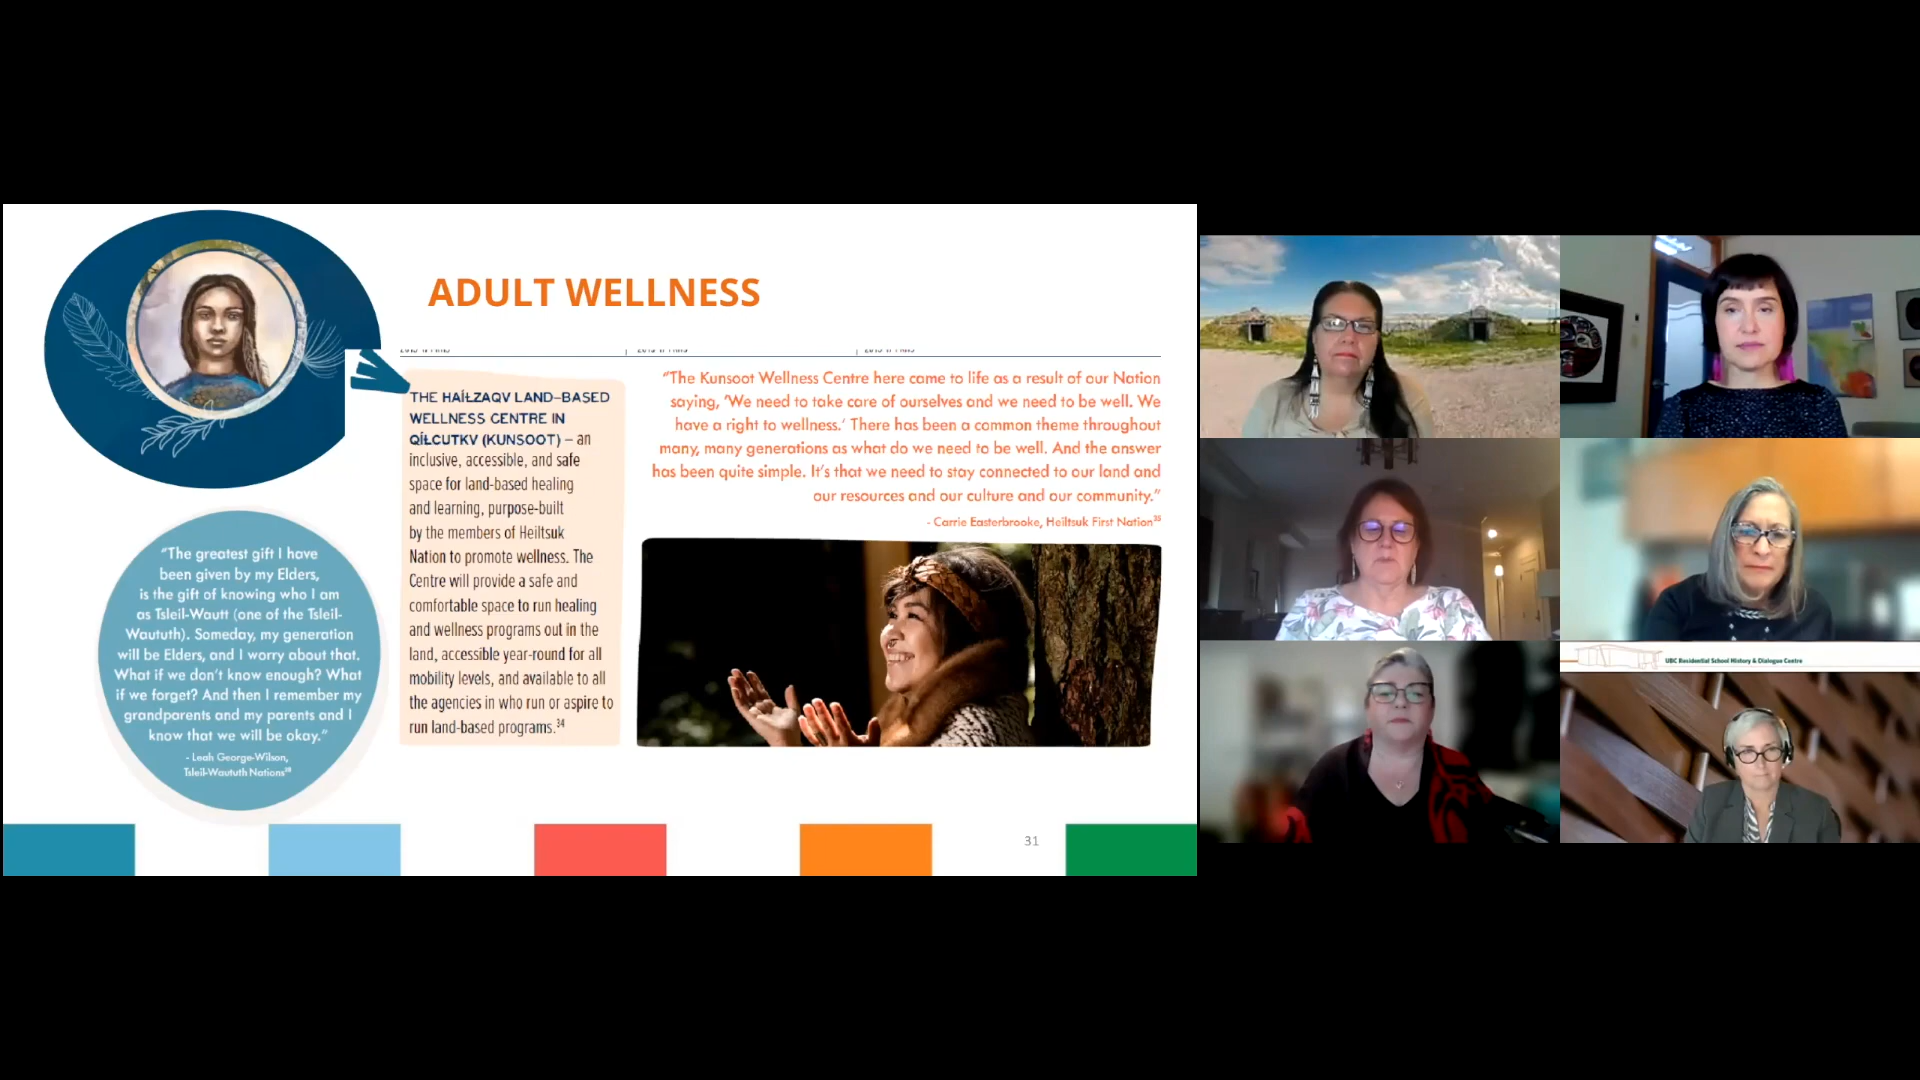 ADULT WELLNESS
THE HAÍŁZAQV LAND–BASED
WELLNESS CENTRE IN
QÍŁCUTKV (KUNSOOT) – an
inclusive, accessible, and safe
space for land-based healing
and learning, purpose-built
by the members of Heiltsuk
Nation to promote wellness. The
Centre will provide a safe and
comfortable space to run healing
and wellness programs out in the
land, accessible year-round for all
mobility levels, and available to all
the agencies in who run or aspire to
run land-based programs.³⁴
“The Kunsoot Wellness Centre here came to life as a result of our Nation
saying, ‘We need to take care of ourselves and we need to be well. We
have a right to wellness.’ There has been a common theme throughout
many, many generations as what do we need to be well. And the answer
has been quite simple. It’s that we need to stay connected to our land and
our resources and our culture and our community.”
- Carrie Easterbrooke, Heiltsuk First Nation³⁵
“The greatest gift I have
been given by my Elders,
is the gift of knowing who I am
as Tsleil-Wautt (one of the Tsleil-
Waututh). Someday, my generation
will be Elders, and I worry about that.
What if we don’t know enough? What
if we forget? And then I remember my
grandparents and my parents and I
know that we will be okay.”
- Leah George-Wilson,
Tsleil-Waututh Nations
31
UBC Residential School History & Dialogue Centre